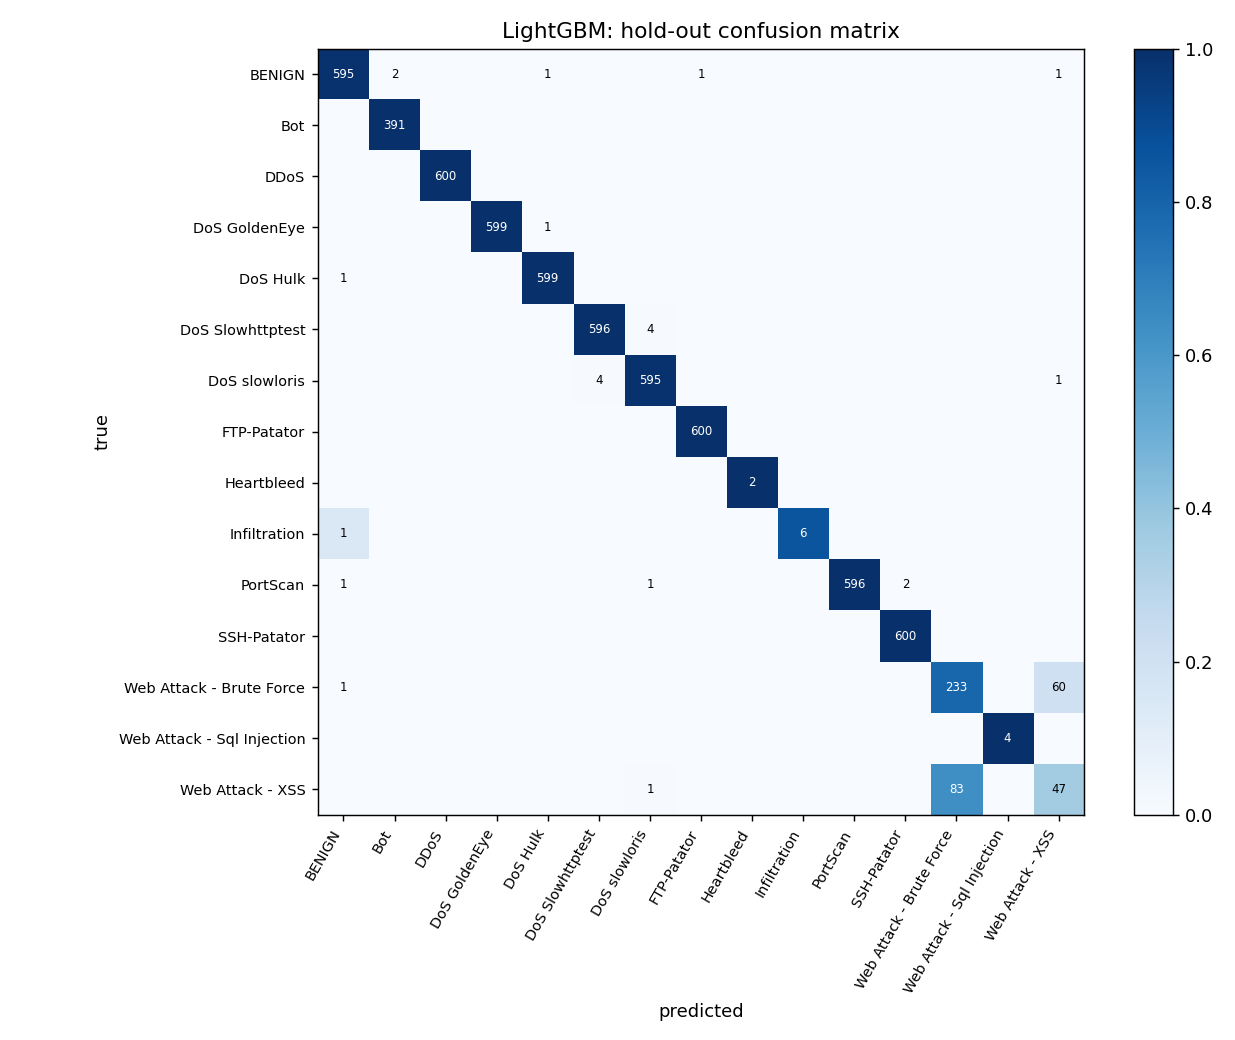 LightGBM: hold-out confusion matrix
BENIGN 595 2 1 1 1
Bot 391
DDoS 600
DoS GoldenEye 599 1
DoS Hulk 1 599
DoS Slowhttptest 596 4
DoS slowloris 4 595 1
FTP-Patator 600
Heartbleed 2
Infiltration 1 6
PortScan 1 1 596 2
SSH-Patator 600
Web Attack - Brute Force 1 233 60
Web Attack - Sql Injection 4
Web Attack - XSS 1 83 47
true
BENIGN
Bot
DDoS
DoS GoldenEye
DoS Hulk
DoS Slowhttptest
DoS slowloris
FTP-Patator
Heartbleed
Infiltration
PortScan
SSH-Patator
Web Attack - Brute Force
Web Attack - Sql Injection
Web Attack - XSS
predicted
1.0
0.8
0.6
0.4
0.2
0.0